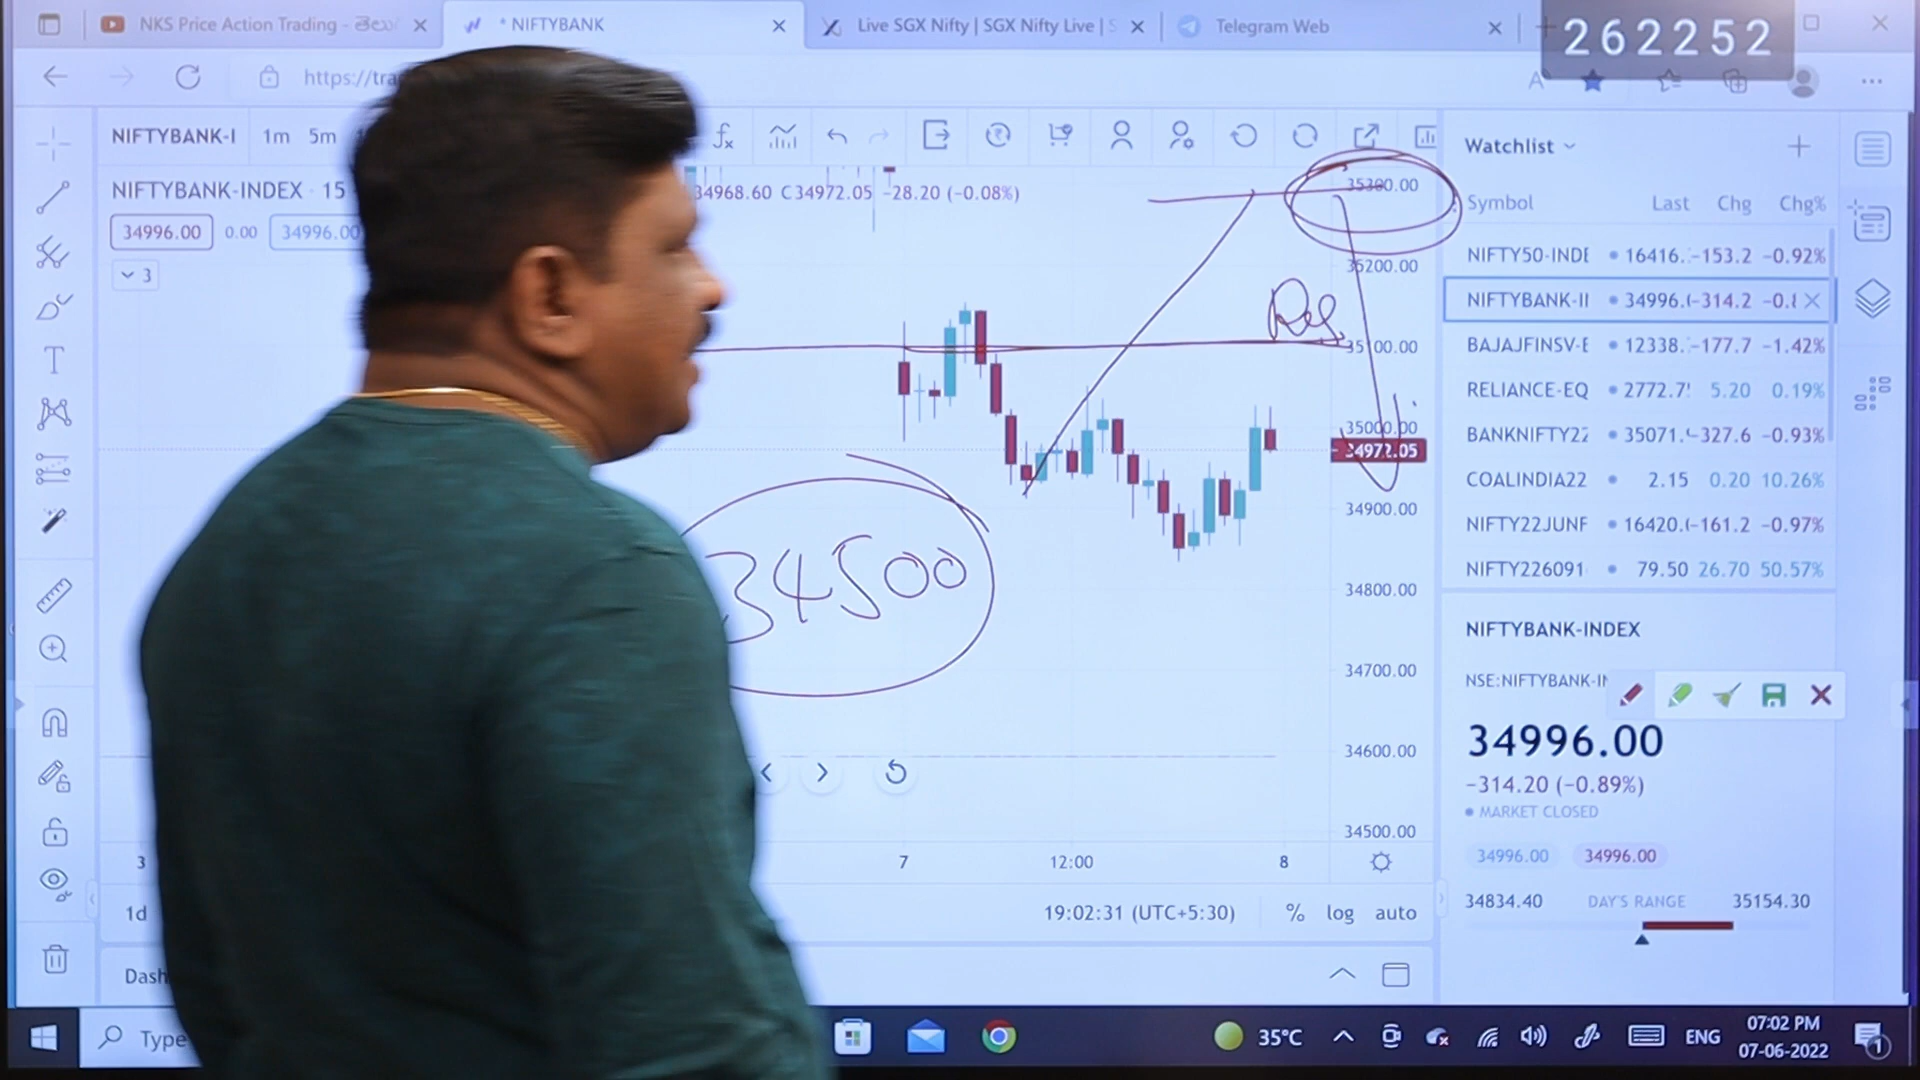 NKS Price Action Trading - తెలు
* NIFTYBANK
Live SGX Nifty | SGX Nifty Live | S
Telegram Web
262252
https://tra
NIFTYBANK-I
1m 5m
NIFTYBANK-INDEX 15
34968.60 C34972.05 −28.20 (−0.08%)
34996.00 0.00 34996.00
3
35300.00
35200.00
Res
35100.00
35000.00
34972.05
34900.00
34500
34800.00
34700.00
34600.00
34500.00
3 7 12:00 8
1d
19:02:31 (UTC+5:30) % log auto
Dash
Watchlist
Symbol Last Chg Chg%
NIFTY50-INDE 16416. -153.2 -0.92%
NIFTYBANK-II 34996.( -314.2 -0.8
BAJAJFINSV-E 12338. -177.7 -1.42%
RELIANCE-EQ 2772.7 5.20 0.19%
BANKNIFTY22 35071. -327.6 -0.93%
COALINDIA22 2.15 0.20 10.26%
NIFTY22JUNF 16420.( -161.2 -0.97%
NIFTY226091 79.50 26.70 50.57%
NIFTYBANK-INDEX
NSE:NIFTYBANK-IN
34996.00
−314.20 (−0.89%)
MARKET CLOSED
34996.00 34996.00
34834.40 DAY'S RANGE 35154.30
Type
35°C
ENG
07:02 PM
07-06-2022
1